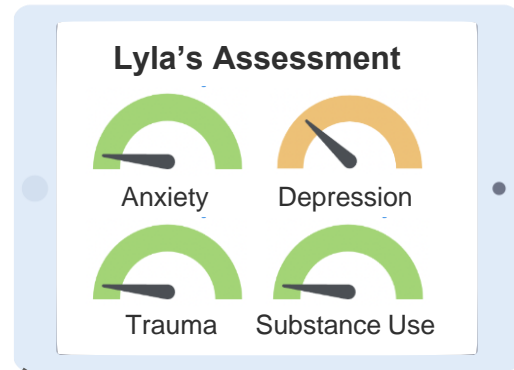 Lyla’s Assessment
Anxiety Depression
Trauma Substance Use